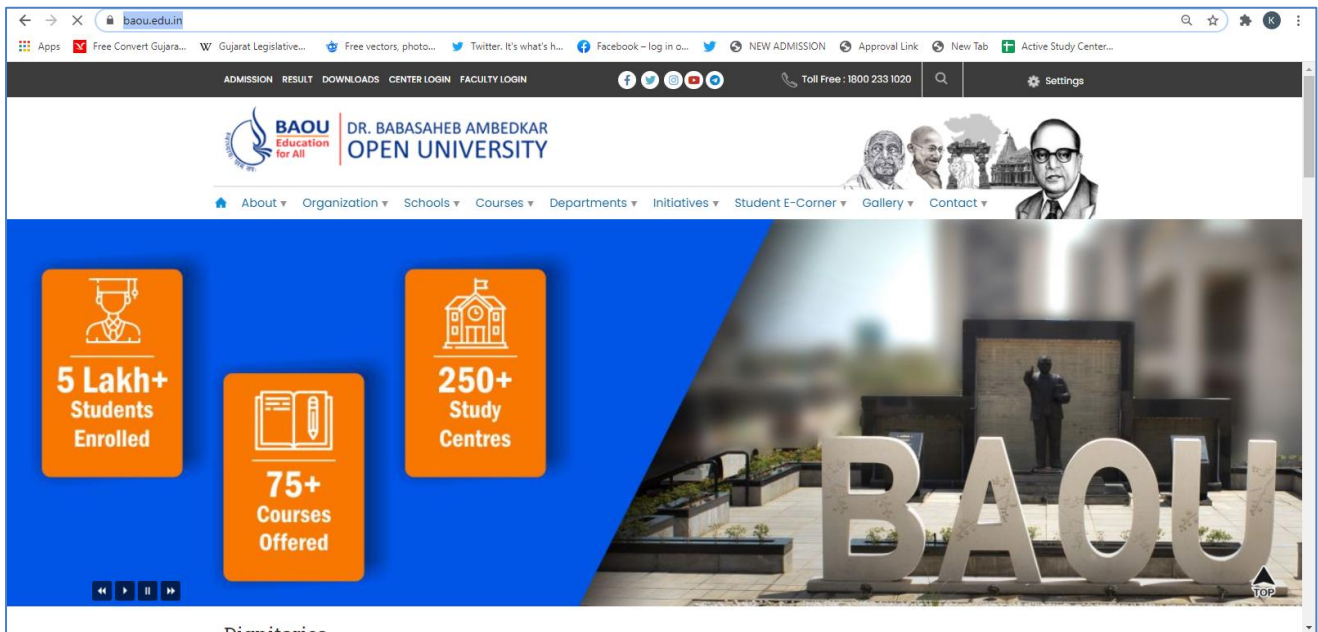 baou.edu.in
Apps Free Convert Gujara... Gujarat Legislative... Free vectors, photo... Twitter. It's what's h... Facebook – log in o... NEW ADMISSION Approval Link New Tab Active Study Center...
ADMISSION RESULT DOWNLOADS CENTER LOGIN FACULTY LOGIN Toll Free : 1800 233 1020 Settings
BAOU
Education
for All
DR. BABASAHEB AMBEDKAR
OPEN UNIVERSITY
About Organization Schools Courses Departments Initiatives Student E-Corner Gallery Contact
5 Lakh+
Students
Enrolled
75+
Courses
Offered
250+
Study
Centres
BAOU
TOP
Dignitaries